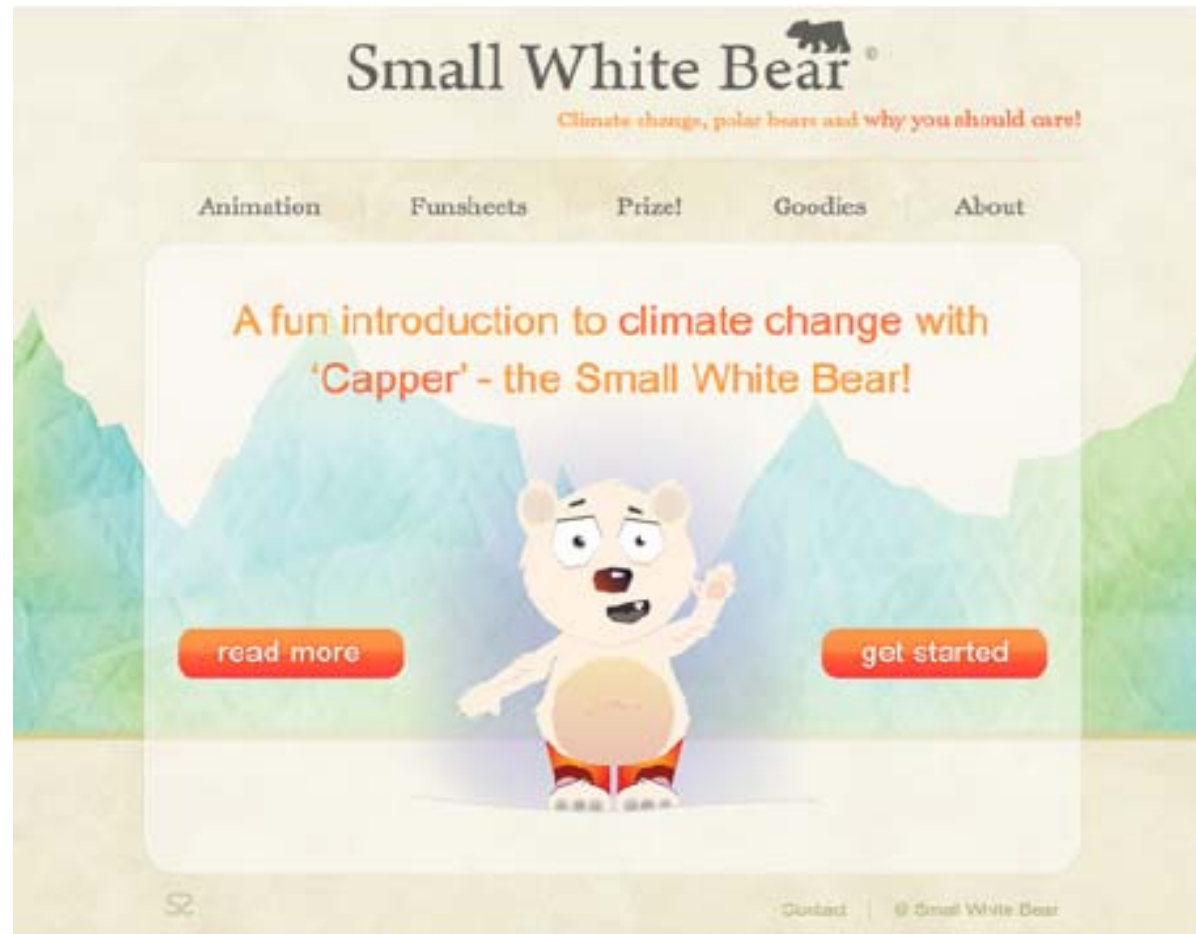 Small White Bear ©
Climate change, polar bears and why you should care!
Animation Funsheets Prize! Goodies About
A fun introduction to climate change with
‘Capper’ - the Small White Bear!
read more
get started
Contact | © Small White Bear